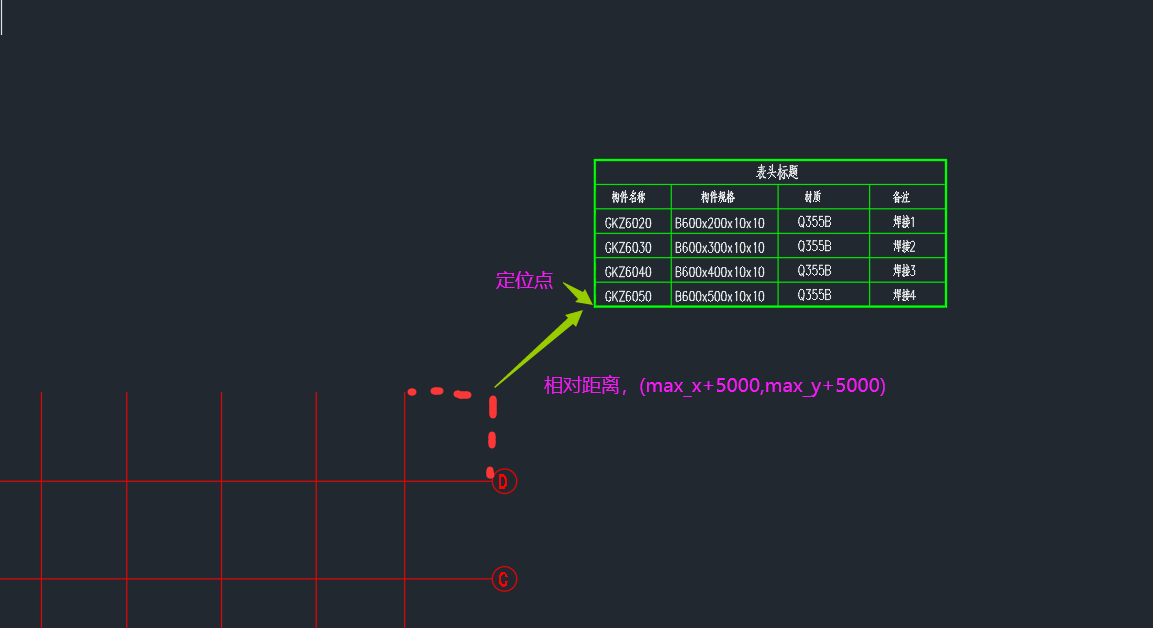 表头标题
构件名称 构件规格 材质 备注
GKZ6020 B600x200x10x10 Q355B 焊接1
GKZ6030 B600x300x10x10 Q355B 焊接2
GKZ6040 B600x400x10x10 Q355B 焊接3
GKZ6050 B600x500x10x10 Q355B 焊接4
定位点
相对距离，(max_x+5000,max_y+5000)
D
C